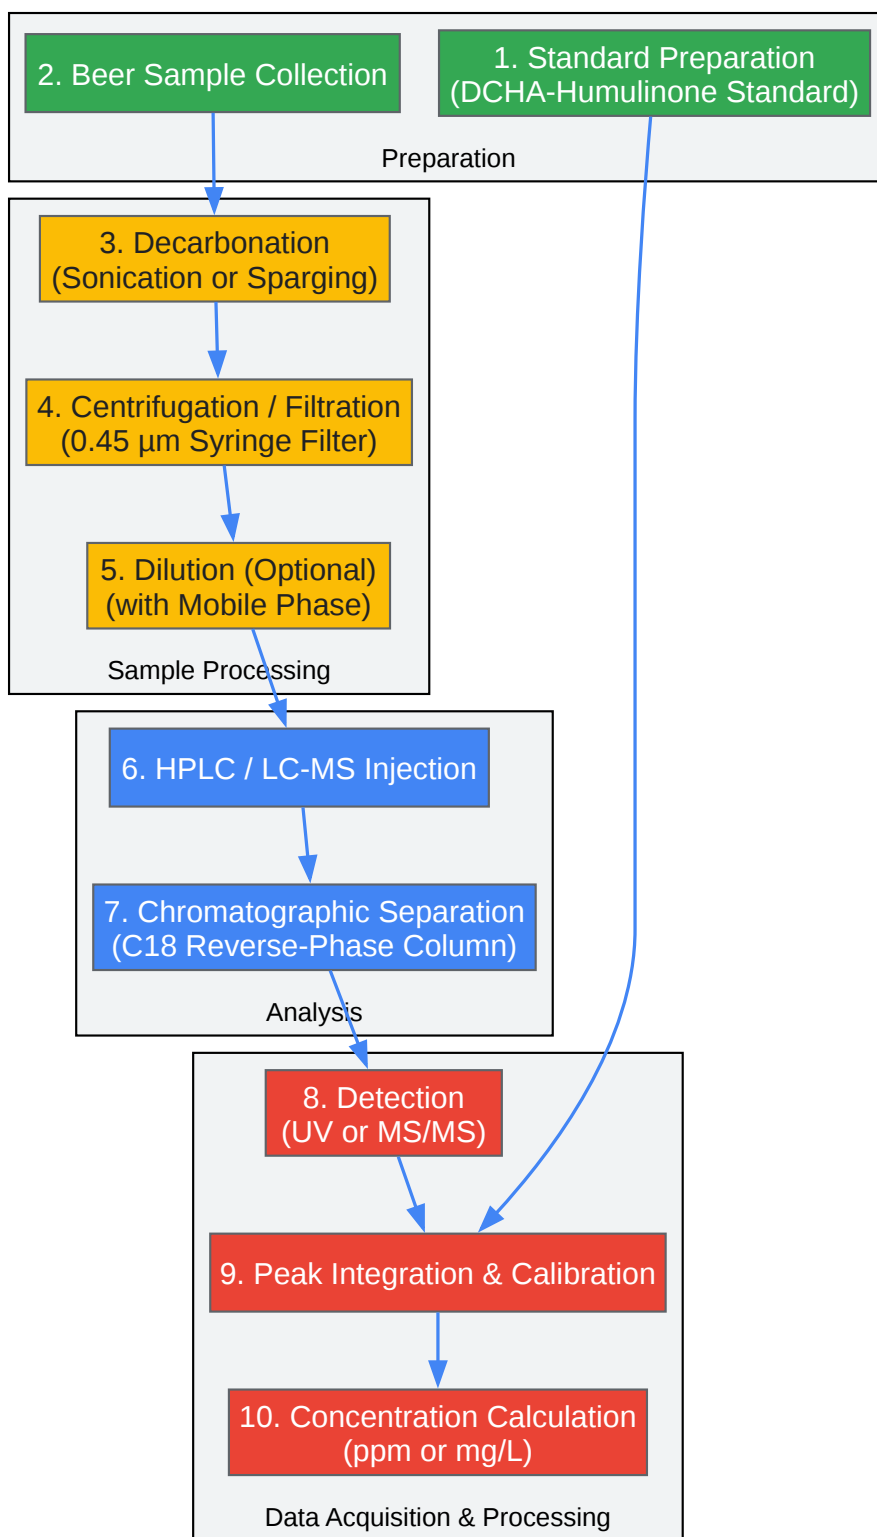 2. Beer Sample Collection
1. Standard Preparation
(DCHA-Humulinone Standard)
Preparation
3. Decarbonation
(Sonication or Sparging)
4. Centrifugation / Filtration
(0.45 µm Syringe Filter)
5. Dilution (Optional)
(with Mobile Phase)
Sample Processing
6. HPLC / LC-MS Injection
7. Chromatographic Separation
(C18 Reverse-Phase Column)
Analysis
8. Detection
(UV or MS/MS)
9. Peak Integration & Calibration
10. Concentration Calculation
(ppm or mg/L)
Data Acquisition & Processing